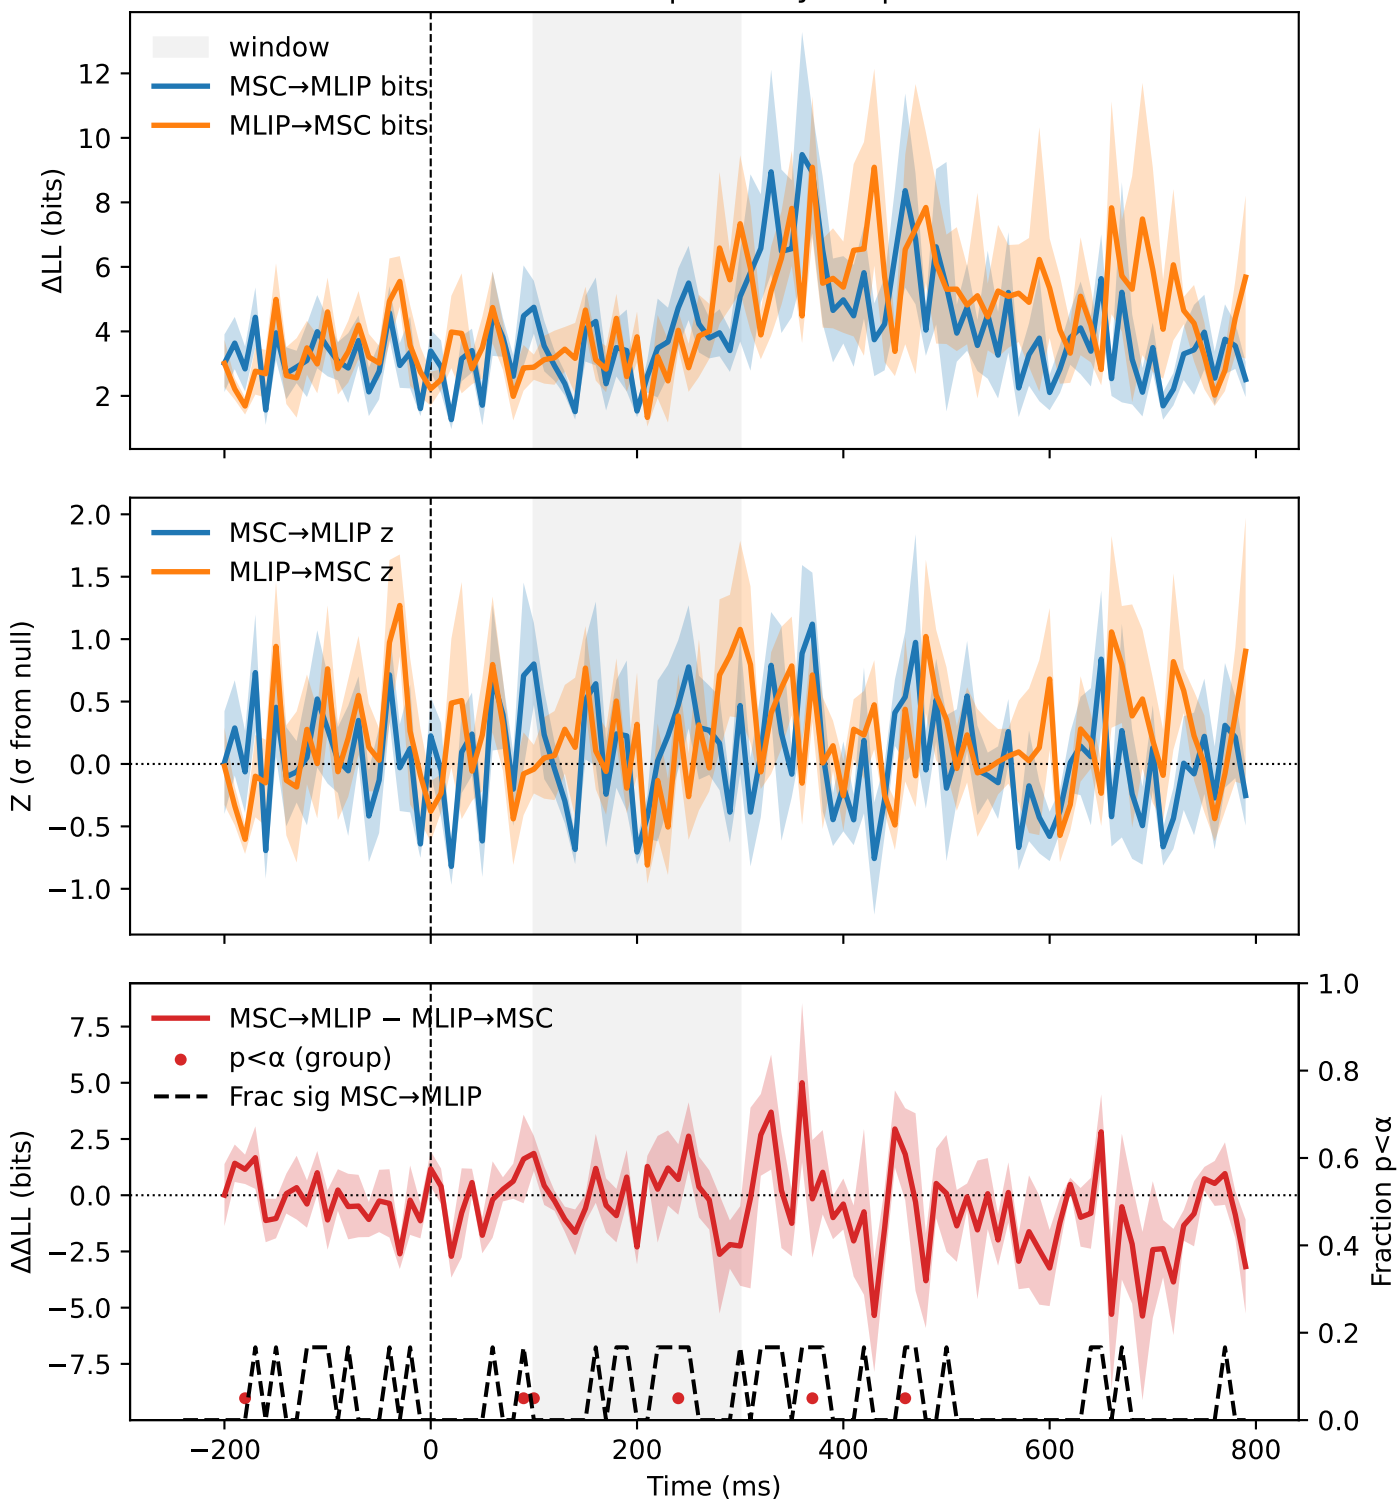 window
MSC→MLIP bits
MLIP→MSC bits
ΔLL (bits)
12
10
8
6
4
2
MSC→MLIP z
MLIP→MSC z
Z (σ from null)
2.0
1.5
1.0
0.5
0.0
−0.5
−1.0
MSC→MLIP − MLIP→MSC
p<α (group)
Frac sig MSC→MLIP
ΔΔLL (bits)
7.5
5.0
2.5
0.0
−2.5
−5.0
−7.5
1.0
0.8
0.6
0.4
0.2
0.0
Fraction p<α
−200
0
200
400
600
800
Time (ms)